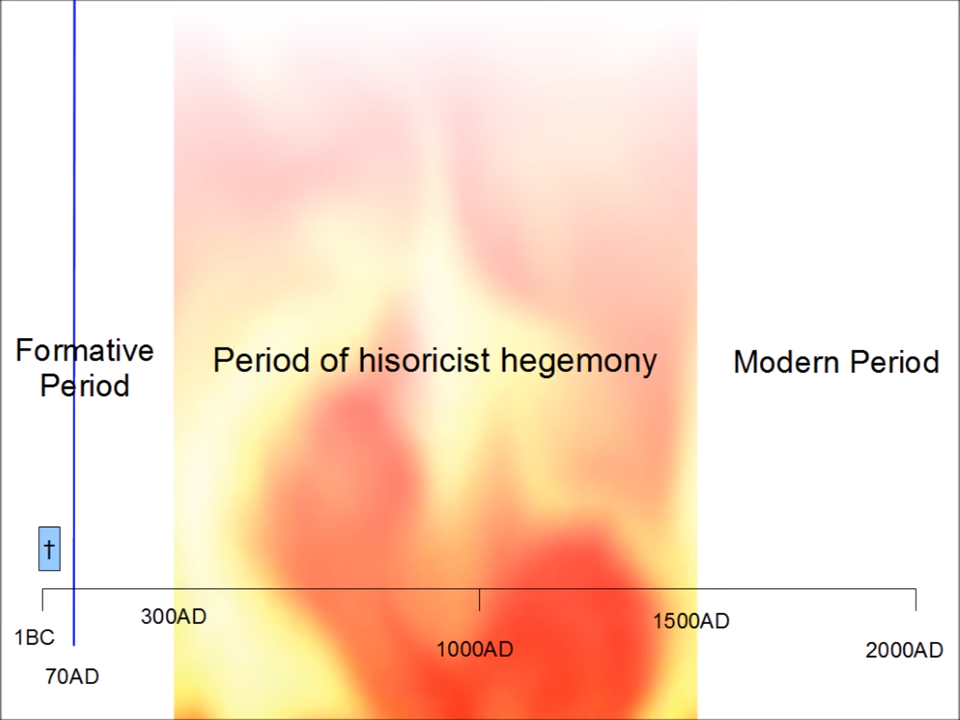 Formative
Period
Period of hisoricist hegemony
Modern Period
†
300AD
1500AD
1BC
1000AD
2000AD
70AD